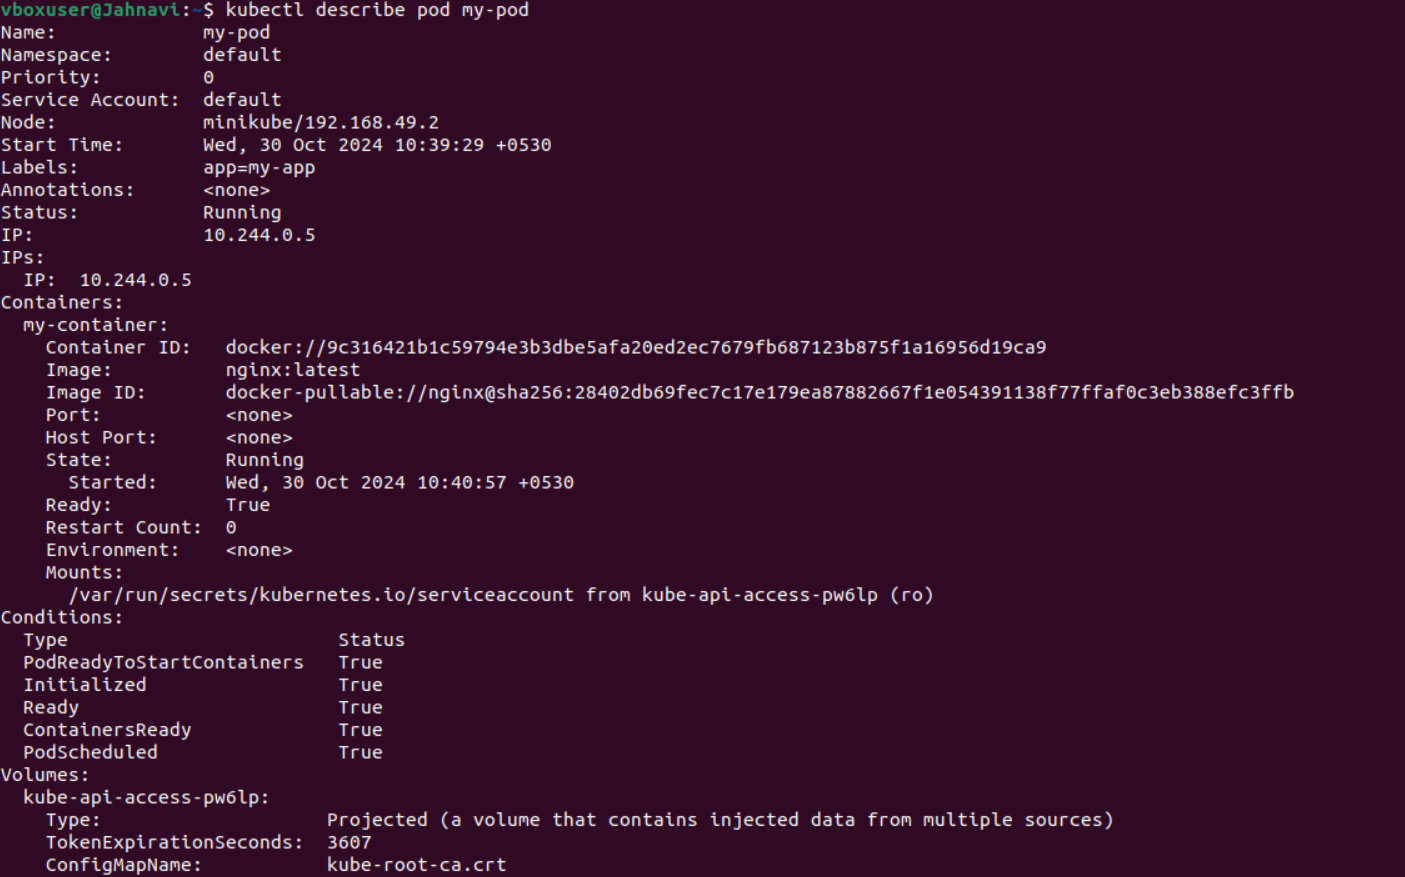 vboxuser@Jahnavi:~$ kubectl describe pod my-pod
Name:             my-pod
Namespace:        default
Priority:         0
Service Account:  default
Node:             minikube/192.168.49.2
Start Time:       Wed, 30 Oct 2024 10:39:29 +0530
Labels:           app=my-app
Annotations:      <none>
Status:           Running
IP:               10.244.0.5
IPs:
  IP:  10.244.0.5
Containers:
  my-container:
    Container ID:   docker://9c316421b1c59794e3b3dbe5afa20ed2ec7679fb687123b875f1a16956d19ca9
    Image:          nginx:latest
    Image ID:       docker-pullable://nginx@sha256:28402db69fec7c17e179ea87882667f1e054391138f77ffaf0c3eb388efc3ffb
    Port:           <none>
    Host Port:      <none>
    State:          Running
      Started:      Wed, 30 Oct 2024 10:40:57 +0530
    Ready:          True
    Restart Count:  0
    Environment:    <none>
    Mounts:
      /var/run/secrets/kubernetes.io/serviceaccount from kube-api-access-pw6lp (ro)
Conditions:
  Type                        Status
  PodReadyToStartContainers   True
  Initialized                 True
  Ready                       True
  ContainersReady             True
  PodScheduled                True
Volumes:
  kube-api-access-pw6lp:
    Type:                    Projected (a volume that contains injected data from multiple sources)
    TokenExpirationSeconds:  3607
    ConfigMapName:           kube-root-ca.crt